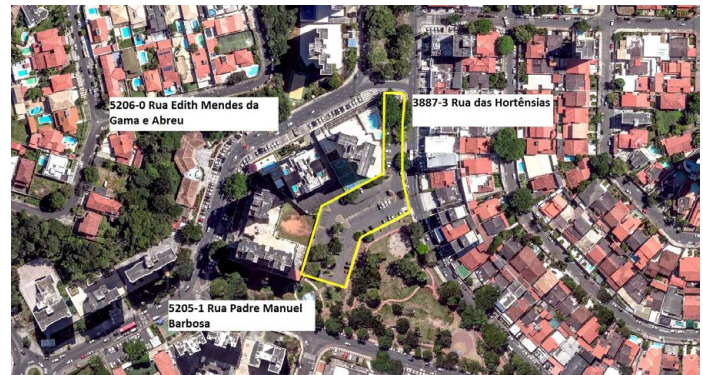 5206-0 Rua Edith Mendes da
Gama e Abreu
3887-3 Rua das Hortênsias
5205-1 Rua Padre Manuel
Barbosa